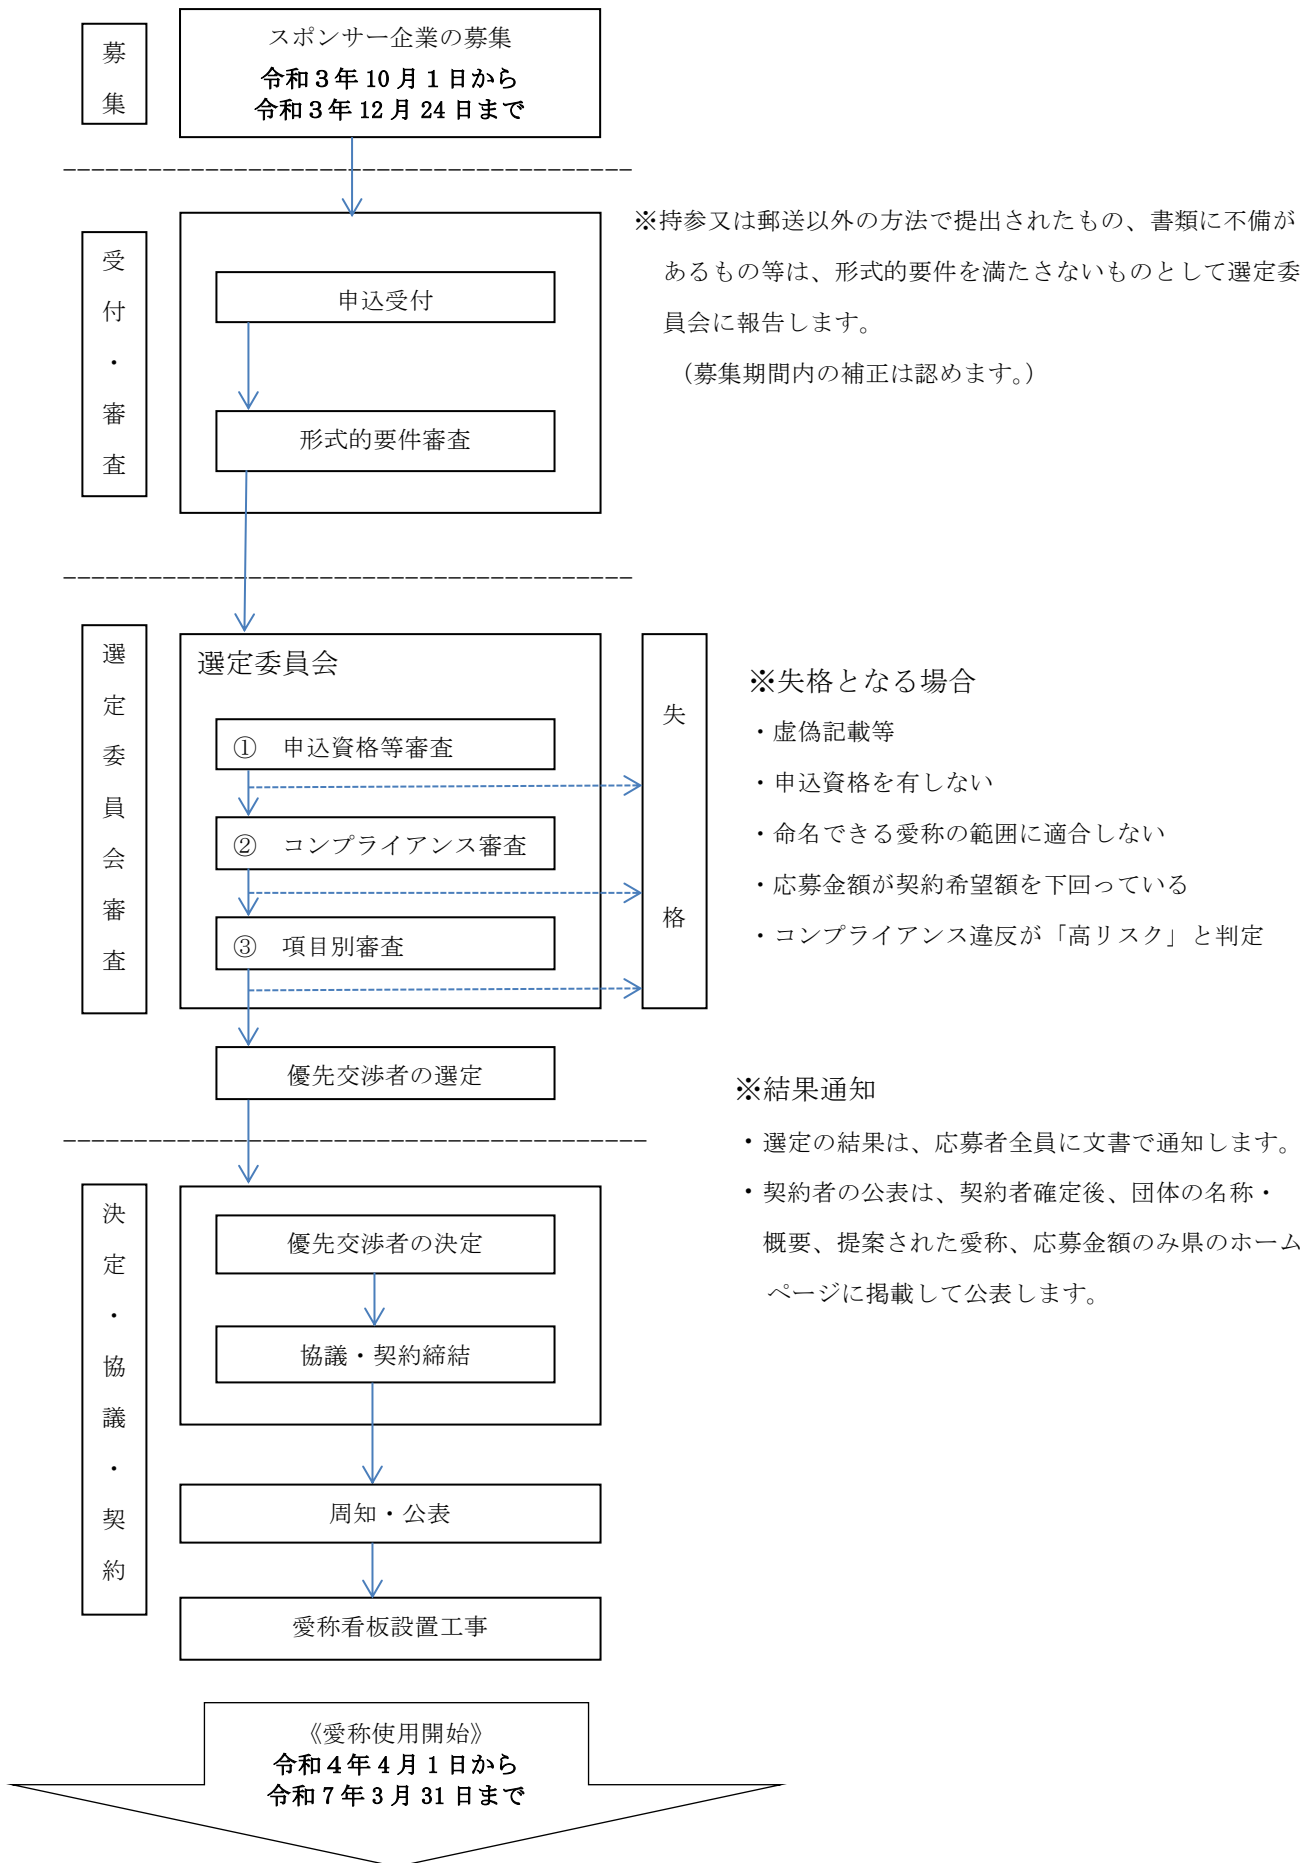 募集
スポンサー企業の募集
令和３年 10 月 1 日から
令和３年 12 月 24 日まで
受付・審査
申込受付
形式的要件審査
※持参又は郵送以外の方法で提出されたもの、書類に不備が
あるもの等は、形式的要件を満たさないものとして選定委
員会に報告します。
（募集期間内の補正は認めます。）
選定委員会審査
選定委員会
① 申込資格等審査
② コンプライアンス審査
③ 項目別審査
失格
※失格となる場合
・虚偽記載等
・申込資格を有しない
・命名できる愛称の範囲に適合しない
・応募金額が契約希望額を下回っている
・コンプライアンス違反が「高リスク」と判定
優先交渉者の選定
※結果通知
・選定の結果は、応募者全員に文書で通知します。
・契約者の公表は、契約者確定後、団体の名称・
概要、提案された愛称、応募金額のみ県のホーム
ページに掲載して公表します。
決定・協議・契約
優先交渉者の決定
協議・契約締結
周知・公表
愛称看板設置工事
《愛称使用開始》
令和４年 4 月 1 日から
令和７年 3 月 31 日まで